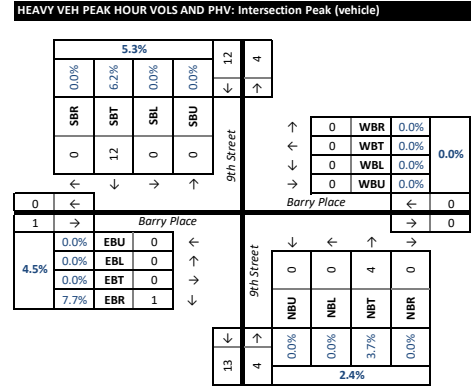 HEAVY VEH PEAK HOUR VOLS AND PHV: Intersection Peak (vehicle)
5.3%
12
4
0.0% 6.2% 0.0% 0.0%
↓ ↑
SBR SBT SBL SBU
9th Street
0 12 0 0
← ↓ → ↑
↑ 0 WBR 0.0%
← 0 WBT 0.0%
0.0%
↓ 0 WBL 0.0%
→ 0 WBU 0.0%
0 ←
Barry Place
← 0
1 →
Barry Place
→ 0
4.5%
0.0% EBU 0 ←
0.0% EBL 0 ↑
0.0% EBT 0 →
7.7% EBR 1 ↓
9th Street
↓ ← ↑ →
0 0 4 0
NBU NBL NBT NBR
↓ ↑
0.0% 0.0% 3.7% 0.0%
13
4
2.4%